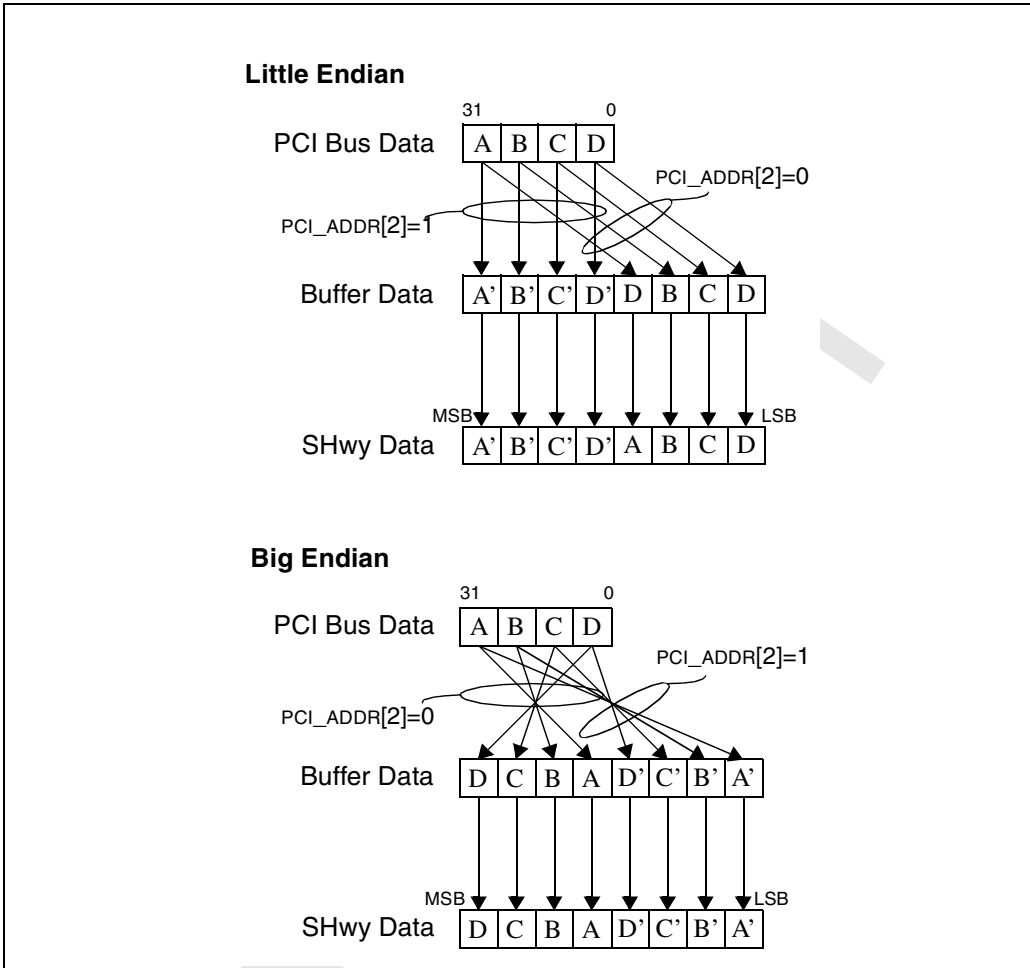 Little Endian
31 0
PCI Bus Data A B C D
PCI_ADDR[2]=0
PCI_ADDR[2]=1
Buffer Data A' B' C' D' D B C D
MSB LSB
SHwy Data A' B' C' D' A B C D
Big Endian
31 0
PCI Bus Data A B C D
PCI_ADDR[2]=1
PCI_ADDR[2]=0
Buffer Data D C B A D' C' B' A'
MSB LSB
SHwy Data D C B A D' C' B' A'